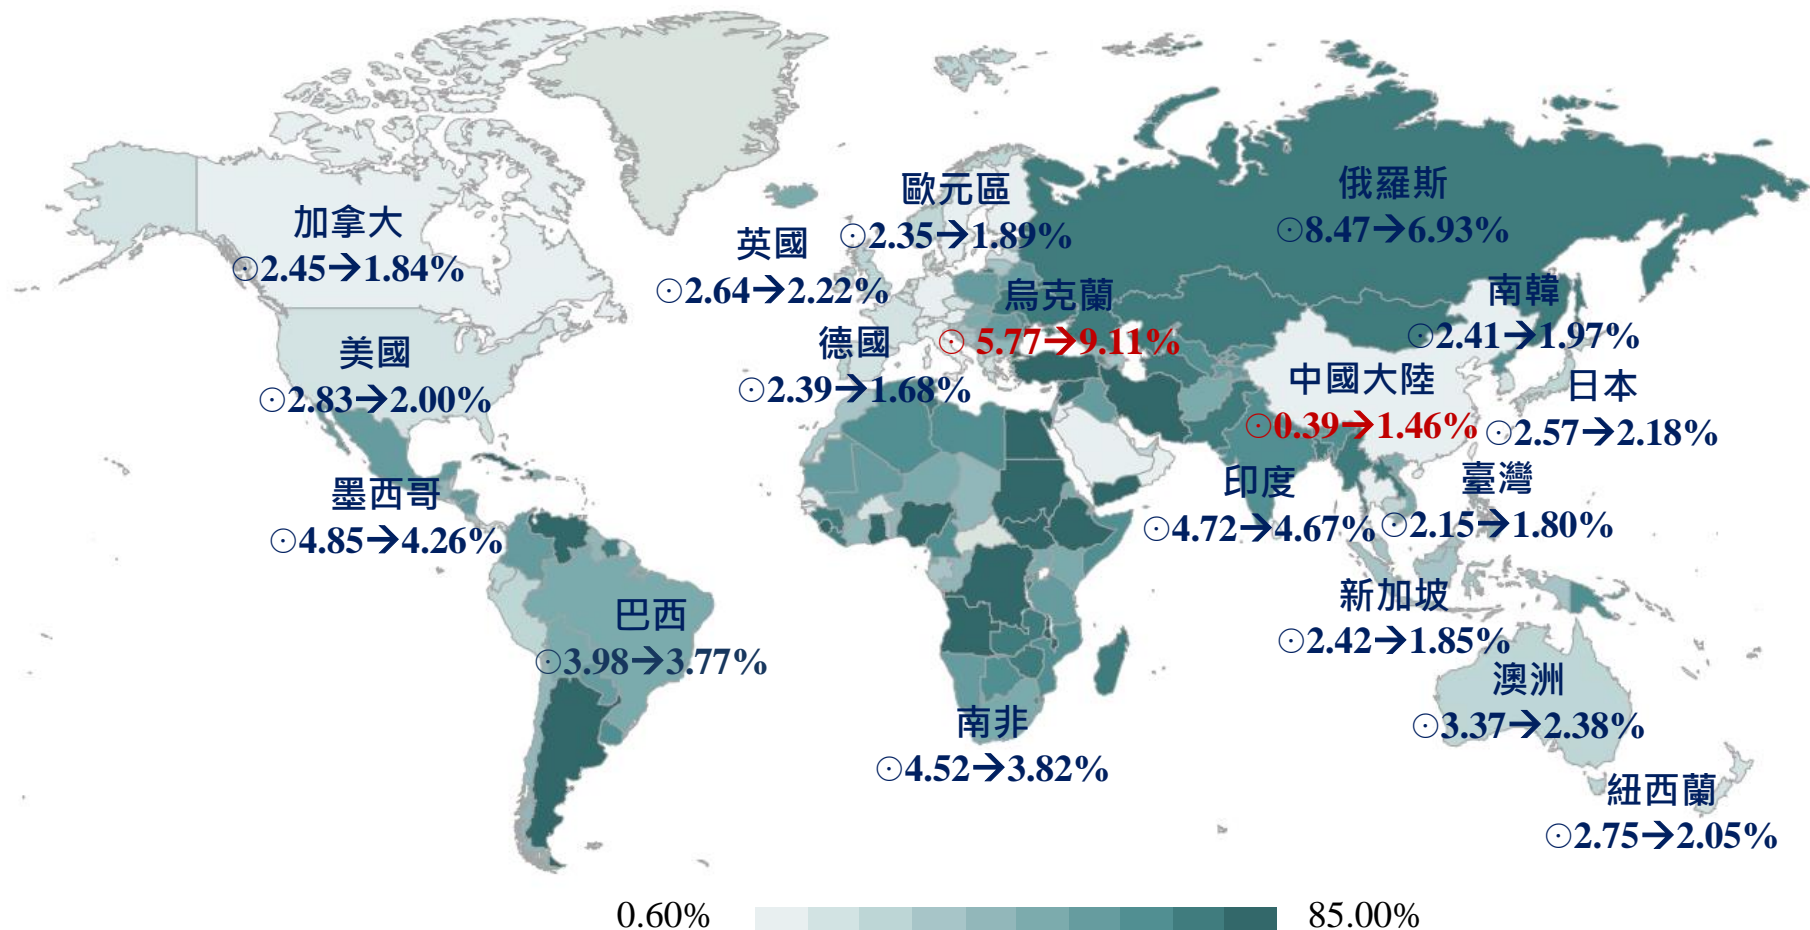 歐元區
⊙2.35→1.89%
俄羅斯
⊙8.47→6.93%
加拿大
⊙2.45→1.84%
英國
⊙2.64→2.22%
烏克蘭
⊙ 5.77→9.11%
南韓
⊙2.41→1.97%
美國
⊙2.83→2.00%
德國
⊙2.39→1.68%
中國大陸
⊙0.39→1.46%
日本
⊙2.57→2.18%
墨西哥
⊙4.85→4.26%
印度
⊙4.72→4.67%
臺灣
⊙2.15→1.80%
巴西
⊙3.98→3.77%
新加坡
⊙2.42→1.85%
南非
⊙4.52→3.82%
澳洲
⊙3.37→2.38%
紐西蘭
⊙2.75→2.05%
0.60%
85.00%